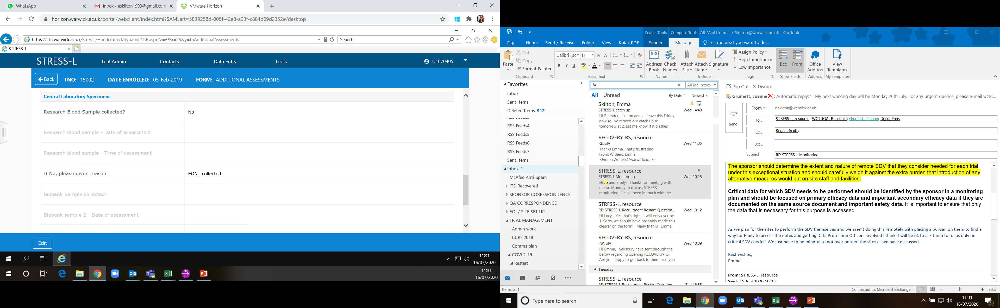 WhatsApp
Inbox - eskilton1993@gmail.com
VMware Horizon
horizon.warwick.ac.uk/portal/webclient/index.html?SAMLart=5839258d-005f-42e8-a93f-c884d69d2352#/desktop
https://ctu.warwick.ac.uk/StressL/Handcrafted/dynamicCRF.aspx?z=6&x=26&y=tbAdditionalAssessments
Search...
STRESS-L
STRESS-L
Trial Admin
Contacts
Data Entry
Tools
U1670405
Back
TNO: 15002
DATE ENROLLED: 05-Feb-2019
FORM: ADDITIONAL ASSESSMENTS
Central Laboratory Specimens
Research Blood Sample collected?
No
Research blood sample - Date of assessment
Research blood sample - Time of assessment
If No, please given reason
EONT collected
Biobank Sample collected?
Biobank sample 2 - Date of assessment
Edit
11:31
16/07/2020
11:31
16/07/2020
Search Tools
Compose Tools
All Mail Items - E.Skilton@warwick.ac.uk - Outlook
File
Home
Send / Receive
Folder
View
Kofax PDF
Search
Message
Tell me what you want to do...
Paste
Cut
Copy
Format Painter
Clipboard
Calibri (Bc
11
B I U
Basic Text
Address Book
Check Names
Names
Attach File
Attach Item
Signature
Include
Assign Policy
High Importance
Low Importance
Tags
Bcc
From
Show Fields
Office Add-ins
Add-ins
View Templates
My Templates
Favorites
Inbox
Sent Items
Deleted Items 912
RSS Feeds4
RSS Feeds5
RSS Feeds6
RSS Feeds7
Sent Items
Inbox 1
McAfee Anti-Spam
ITS-Recovered
SPONSOR CORRESPONDENCE
QA CORRESPONDENCE
EOI / SITE SET UP
TRIAL MANAGEMENT
Admin work
CCRF 2018
Comms plan
COVID-19
Restart
Jo
All Mailboxes
All
Unread
By Date
Newest
Skilton, Emma
STRESS-L catch up
Wed 14:48
Hi Belinder, I'm on annual leave this Friday
now so I've moved our catch up to
tomorrow at 2. Let me know if it clashes
RECOVERY-RS, resource
RE: SIV
Wed 11:05
Thanks Emma. That's frustrating!
From: Withers, Emma
<Emma.Withers@warwick.ac.uk>
STRESS-L, resource
STRESS-L Monitoring
Wed 10:25
Hi Jo and Emily, Thanks for meeting with
me on Monday to discuss STRESS-L
monitoring. I have been in touch with the
STRESS-L, resource
RE: STRESS-L Recruitment Restart Question...
Wed 10:12
Hi Lucy, Yes that's right, it will only ever be
1. Sorry, we should have probably made this
clearer on the form! Many thanks, Emma
RECOVERY-RS, resource
FW: SIV
Wed 10:09
Hi Emma, Sailsbury have sent through the
below regarding opening RECOVERY-RS.
Are you happy to get back to them or if you
Tuesday
STRESS-L, resource
RE: STRESS-L Recruitment Restart Question
Tue 18:55
Pop Out
Discard
Grumett, Joanne : Automatic reply:" My next working day will be Monday 20th July. For any urgent queries, please e-mail wctu...
Send
From
e.skilton@warwick.ac.uk
To...
STRESS-L, resource; WCTUQA, Resource; Grumett, Joanne; Dight, Emily
Cc...
Regan, Scott;
Bcc...
Subject
RE: STRESS-L Monitoring
The sponsor should determine the extent and nature of remote SDV that they consider needed for each trial
under this exceptional situation and should carefully weigh it against the extra burden that introduction of any
alternative measures would put on site staff and facilities.
Critical data for which SDV needs to be performed should be identified by the sponsor in a monitoring
plan and should be focused on primary efficacy data and important secondary efficacy data if they are
documented on the same source document and important safety data. It is important to ensure that only
the data that is necessary for this purpose is accessed.
As we plan for the sites to perform the SDV themselves and we aren't doing this remotely with placing a burden on them to find a
way for Emily to access the notes and getting Data Protection Officers involved I think it will be ok to ask them to focus only on
critical SDV checks? We just have to be mindful to not over burden the sites as we have discussed.
Best wishes,
Emma
From: STRESS-L, resource
Sent: 15 July 2020 10:25
Items: 251
Connected to: Microsoft Exchange
90%
Type here to search
11:31
16/07/2020
1